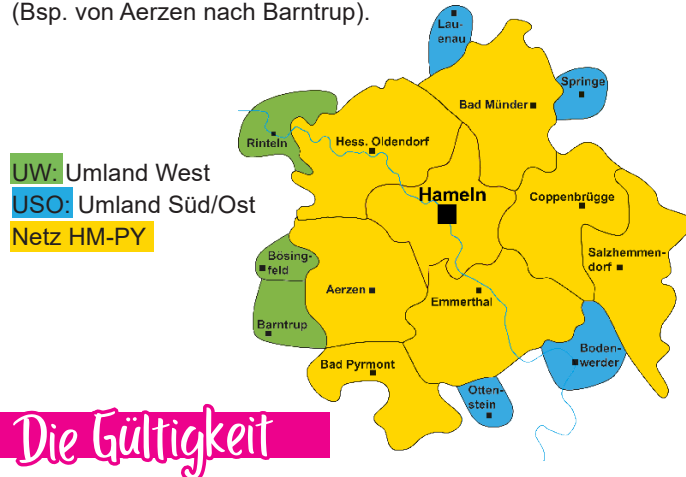 (Bsp. von Aerzen nach Barntrup).
Lau-
enau
Springe
Bad Münder
Rinteln
Hess. Oldendorf
UW: Umland West
USO: Umland Süd/Ost
Netz HM-PY
Hameln
Coppenbrügge
Bösing-
feld
Salzhemmen-
dorf
Aerzen
Emmerthal
Barntrup
Bad Pyrmont
Boden-
werder
Otten-
stein
Die Gültigkeit